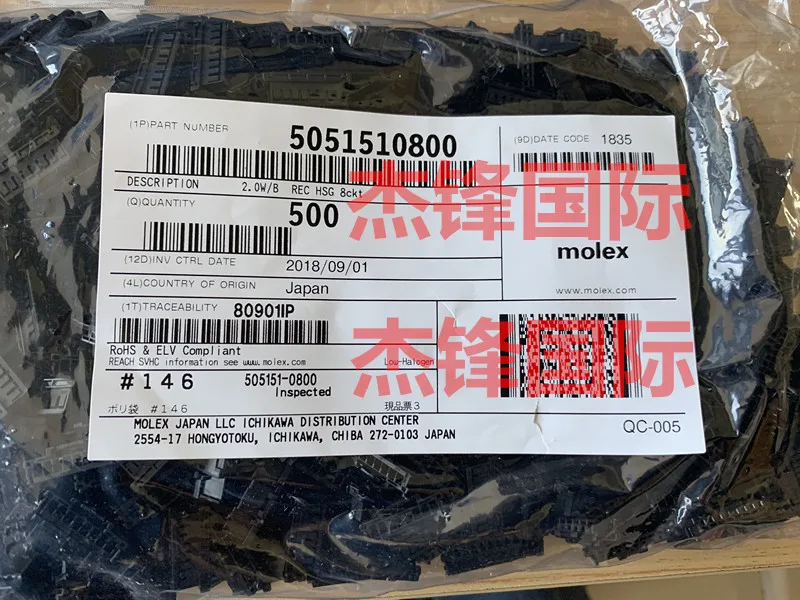 (1P)PART NUMBER 5051510800
(9D)DATE CODE 1835
DESCRIPTION 2.0W/B REC HSG 8ckt
(Q)QUANTITY 500
杰锋国际
molex
www.molex.com
(12D)INV CTRL DATE 2018/09/01
(4L)COUNTRY OF ORIGIN Japan
(1T)TRACEABILITY 80901IP
杰锋国际
RoHS & ELV Compliant
REACH SVHC information see www.molex.com Low-Halogen
#146 505151-0800
Inspected
ポリ袋 #146 現品票3
MOLEX JAPAN LLC ICHIKAWA DISTRIBUTION CENTER
2554-17 HONGYOTOKU, ICHIKAWA, CHIBA 272-0103 JAPAN
QC-005